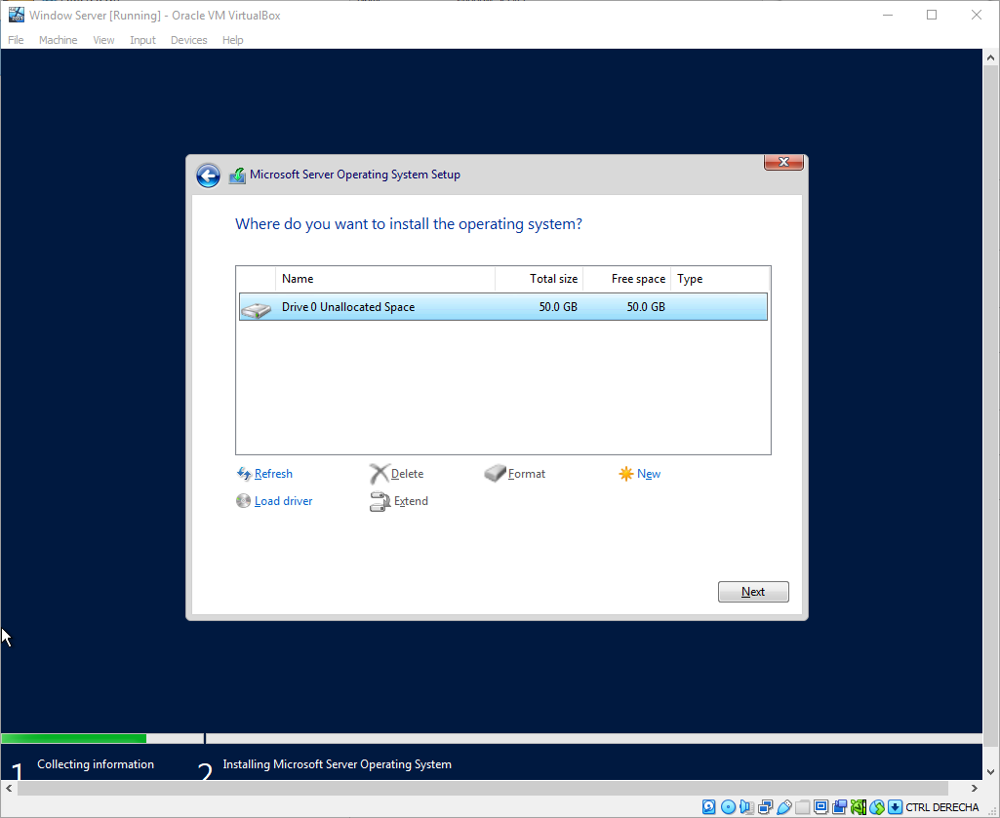 Window Server [Running] - Oracle VM VirtualBox
File Machine View Input Devices Help
Microsoft Server Operating System Setup
Where do you want to install the operating system?
Name Total size Free space Type
Drive 0 Unallocated Space 50.0 GB 50.0 GB
Refresh Delete Format New
Load driver Extend
Next
1 Collecting information 2 Installing Microsoft Server Operating System
CTRL DERECHA